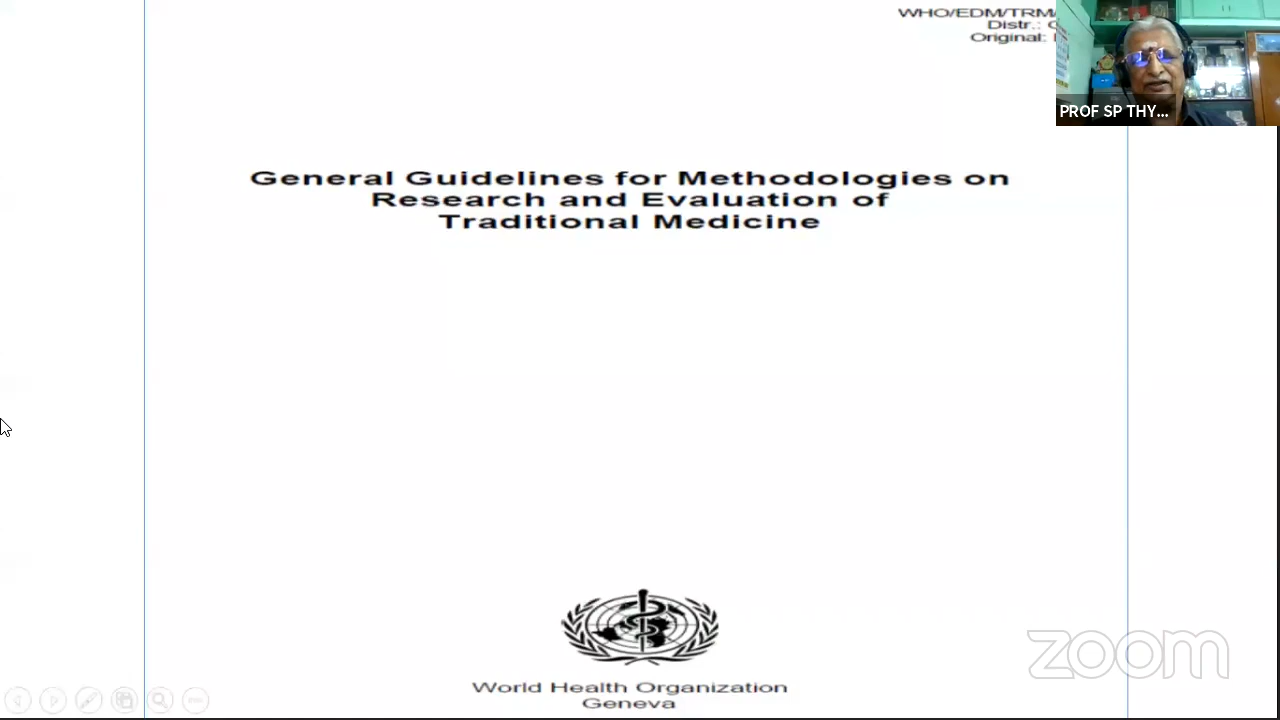 WHO/EDM/TRM/
Distr.:
Original:
PROF SP THY...
General Guidelines for Methodologies on
Research and Evaluation of
Traditional Medicine
World Health Organization
Geneva
zoom